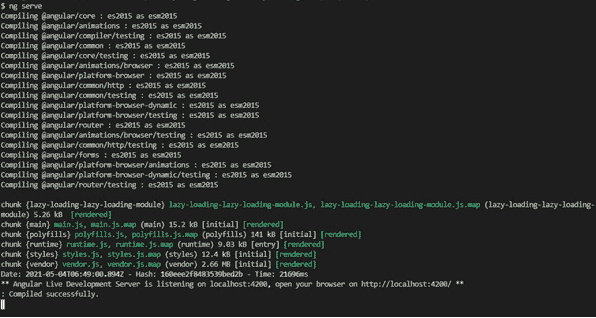 $ ng serve
Compiling @angular/core : es2015 as esm2015
Compiling @angular/animations : es2015 as esm2015
Compiling @angular/compiler/testing : es2015 as esm2015
Compiling @angular/common : es2015 as esm2015
Compiling @angular/core/testing : es2015 as esm2015
Compiling @angular/animations/browser : es2015 as esm2015
Compiling @angular/platform-browser : es2015 as esm2015
Compiling @angular/common/http : es2015 as esm2015
Compiling @angular/common/testing : es2015 as esm2015
Compiling @angular/platform-browser-dynamic : es2015 as esm2015
Compiling @angular/platform-browser/testing : es2015 as esm2015
Compiling @angular/router : es2015 as esm2015
Compiling @angular/animations/browser/testing : es2015 as esm2015
Compiling @angular/common/http/testing : es2015 as esm2015
Compiling @angular/forms : es2015 as esm2015
Compiling @angular/platform-browser/animations : es2015 as esm2015
Compiling @angular/platform-browser-dynamic/testing : es2015 as esm2015
Compiling @angular/router/testing : es2015 as esm2015
chunk {lazy-loading-lazy-loading-module} lazy-loading-lazy-loading-module.js, lazy-loading-lazy-loading-module.js.map (lazy-loading-lazy-loading-
module) 5.26 kB [rendered]
chunk {main} main.js, main.js.map (main) 15.2 kB [initial] [rendered]
chunk {polyfills} polyfills.js, polyfills.js.map (polyfills) 141 kB [initial] [rendered]
chunk {runtime} runtime.js, runtime.js.map (runtime) 9.03 kB [entry] [rendered]
chunk {styles} styles.js, styles.js.map (styles) 12.4 kB [initial] [rendered]
chunk {vendor} vendor.js, vendor.js.map (vendor) 2.66 MB [initial] [rendered]
Date: 2021-05-04T06:49:00.894Z - Hash: 160eee2f8483539bed2b - Time: 21696ms
** Angular Live Development Server is listening on localhost:4200, open your browser on http://localhost:4200/ **
: Compiled successfully.